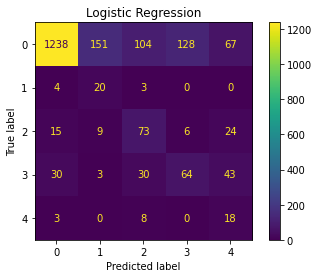 Logistic Regression
0 1238 151 104 128 67
1 4 20 3 0 0
2 15 9 73 6 24
3 30 3 30 64 43
4 3 0 8 0 18
0 1 2 3 4
True label
Predicted label
1200
1000
800
600
400
200
0